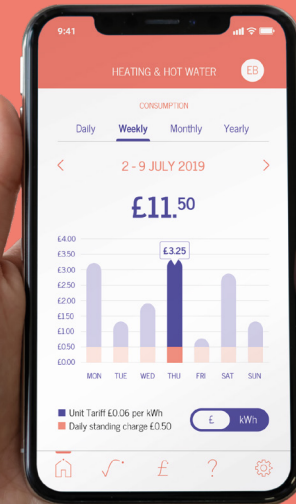 9:41
HEATING & HOT WATER EB
CONSUMPTION
Daily Weekly Monthly Yearly
< 2 - 9 JULY 2019 >
£11.50
£4.00
£3.50
£3.00
£2.50
£2.00
£1.50
£1.00
£0.50
£0.00
£3.25
MON TUE WED THU FRI SAT SUN
Unit Tariff £0.06 per kWh
Daily standing charge £0.50
£ kWh
£ ?